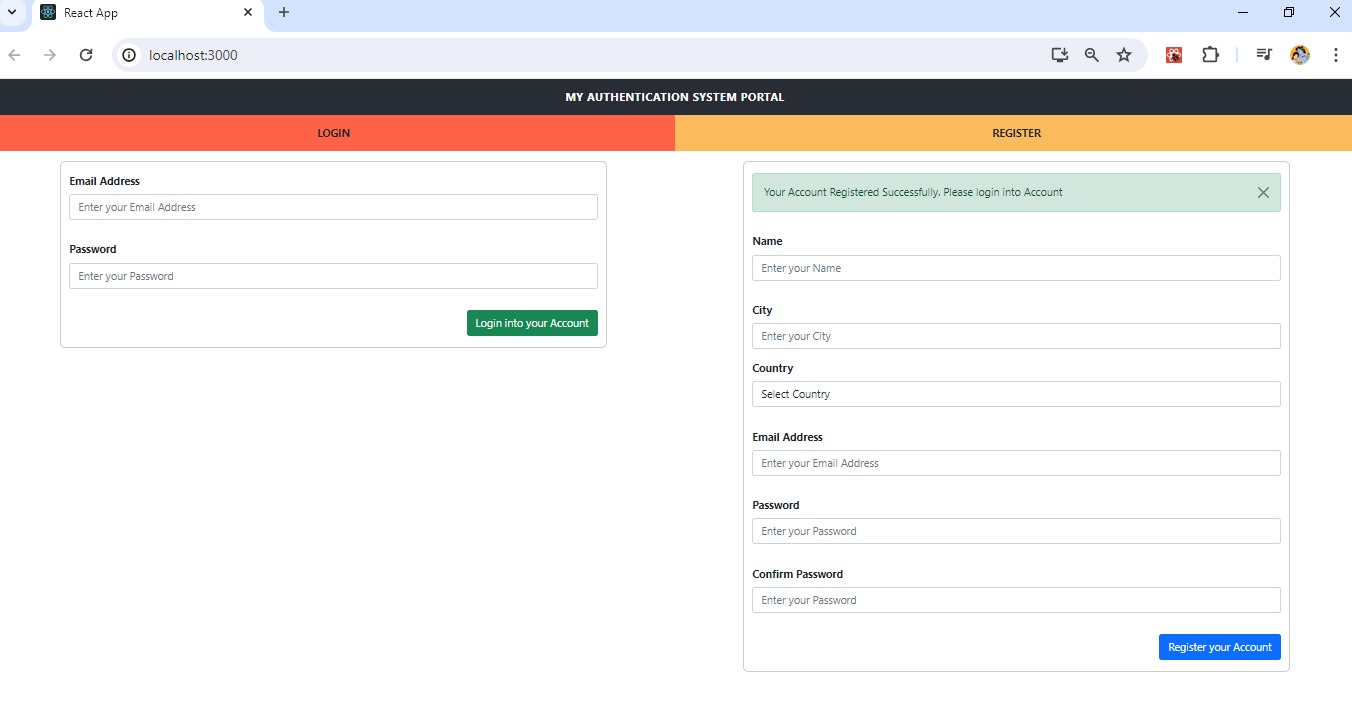 React App
localhost:3000
MY AUTHENTICATION SYSTEM PORTAL
LOGIN
REGISTER
Email Address
Enter your Email Address
Password
Enter your Password
Login into your Account
Your Account Registered Successfully. Please login into Account
Name
Enter your Name
City
Enter your City
Country
Select Country
Email Address
Enter your Email Address
Password
Enter your Password
Confirm Password
Enter your Password
Register your Account